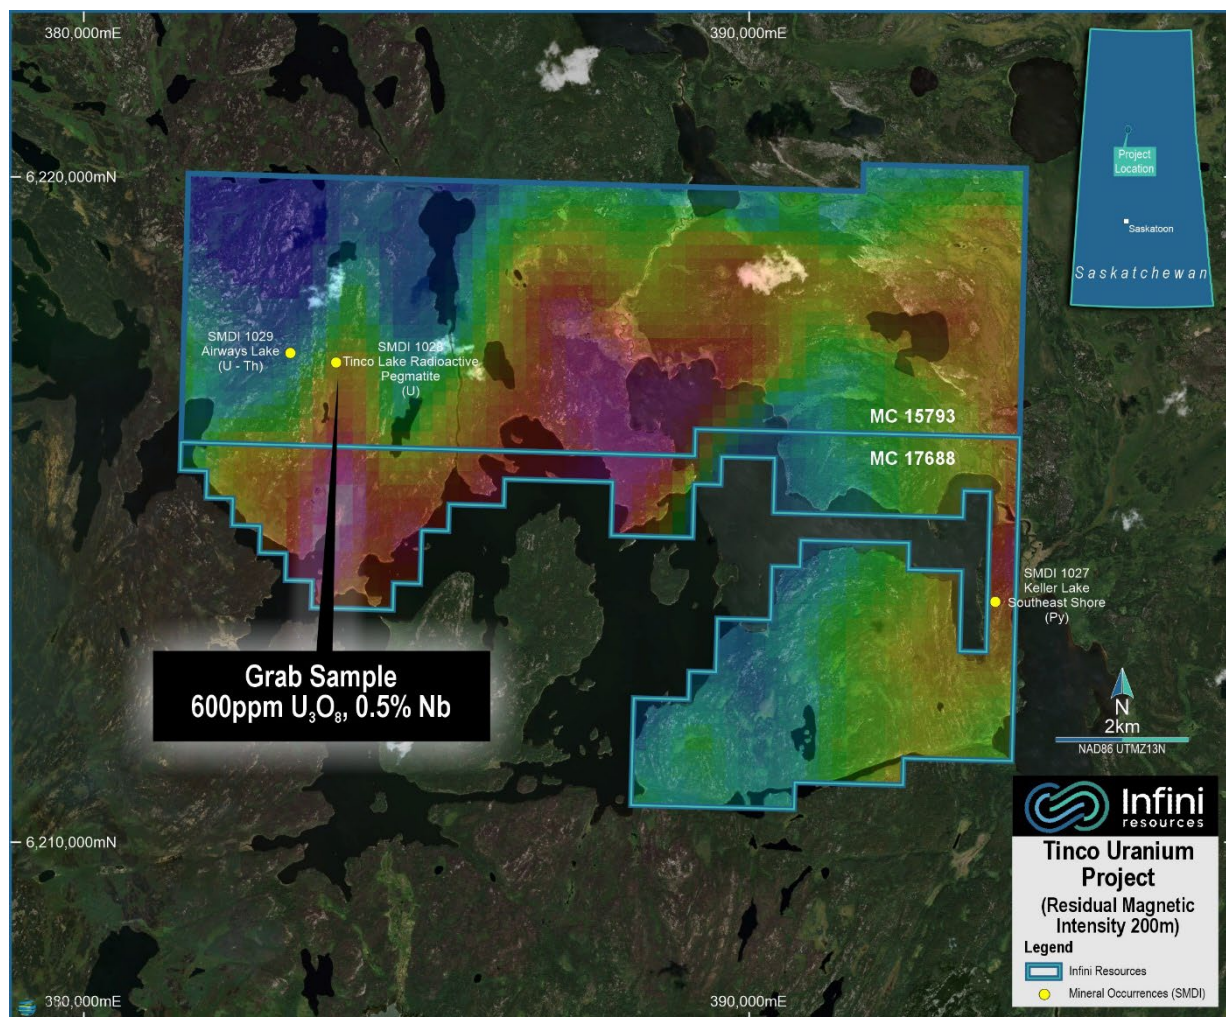 380,000mE
390,000mE
6,220,000mN
Project
Location
Saskatoon
Saskatchewan
SMDI 1029
Airways Lake
(U - Th)
SMDI 1028
Tinco Lake Radioactive
Pegmatite
(U)
MC 15793
MC 17688
SMDI 1027
Keller Lake
Southeast Shore
(Py)
Grab Sample
600ppm U₃O₈, 0.5% Nb
N
2km
NAD86 UTMZ13N
6,210,000mN
Infini
resources
Tinco Uranium
Project
(Residual Magnetic
Intensity 200m)
Legend
Infini Resources
Mineral Occurrences (SMDI)
380,000mE
390,000mE